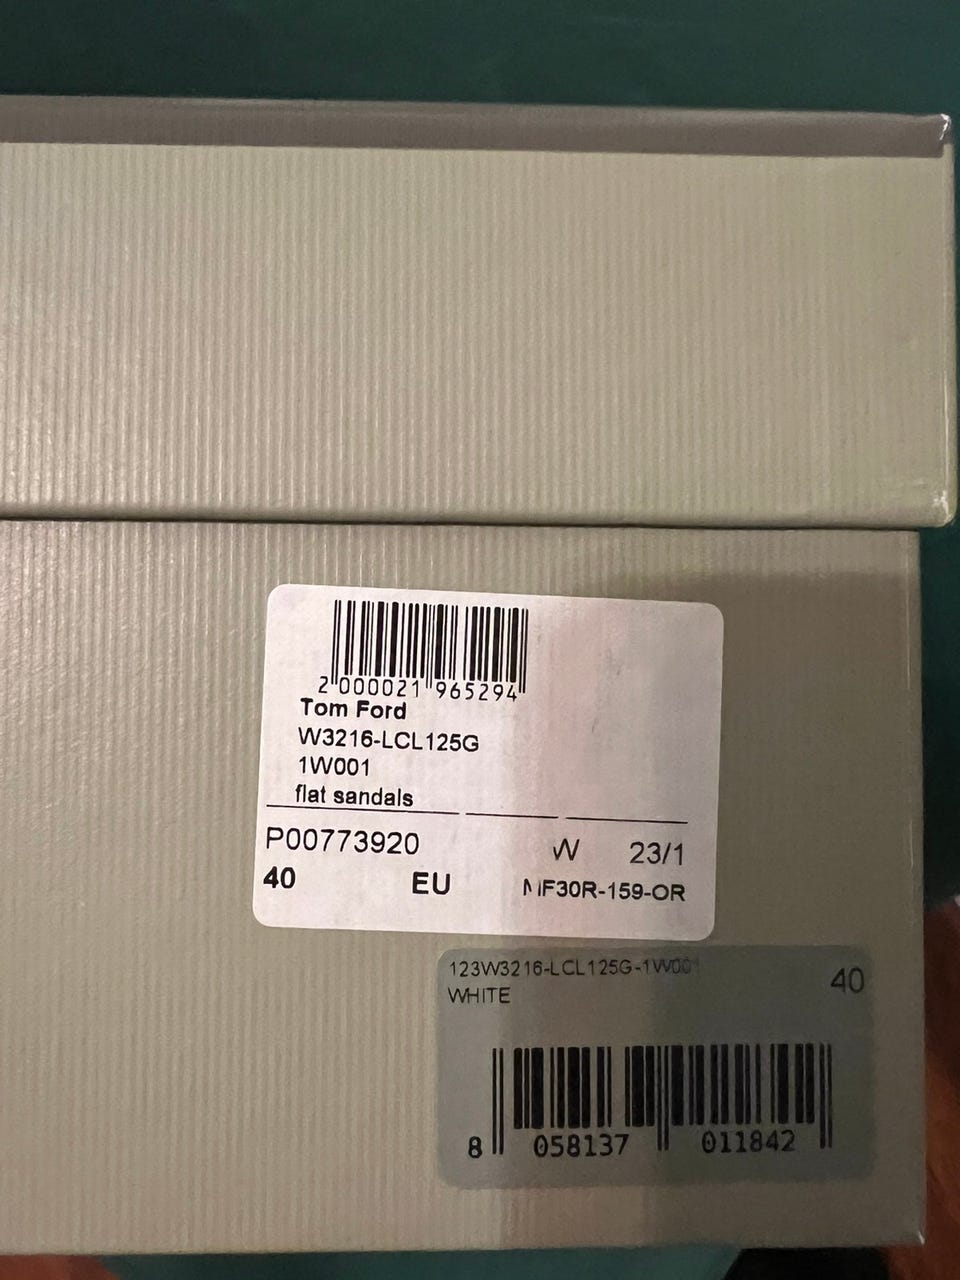 2 000021 965294
Tom Ford
W3216-LCL125G
1W001
flat sandals
P00773920 W 23/1
40 EU MF30R-159-OR
123W3216-LCL125G-1W001 40
WHITE
8 058137 011842